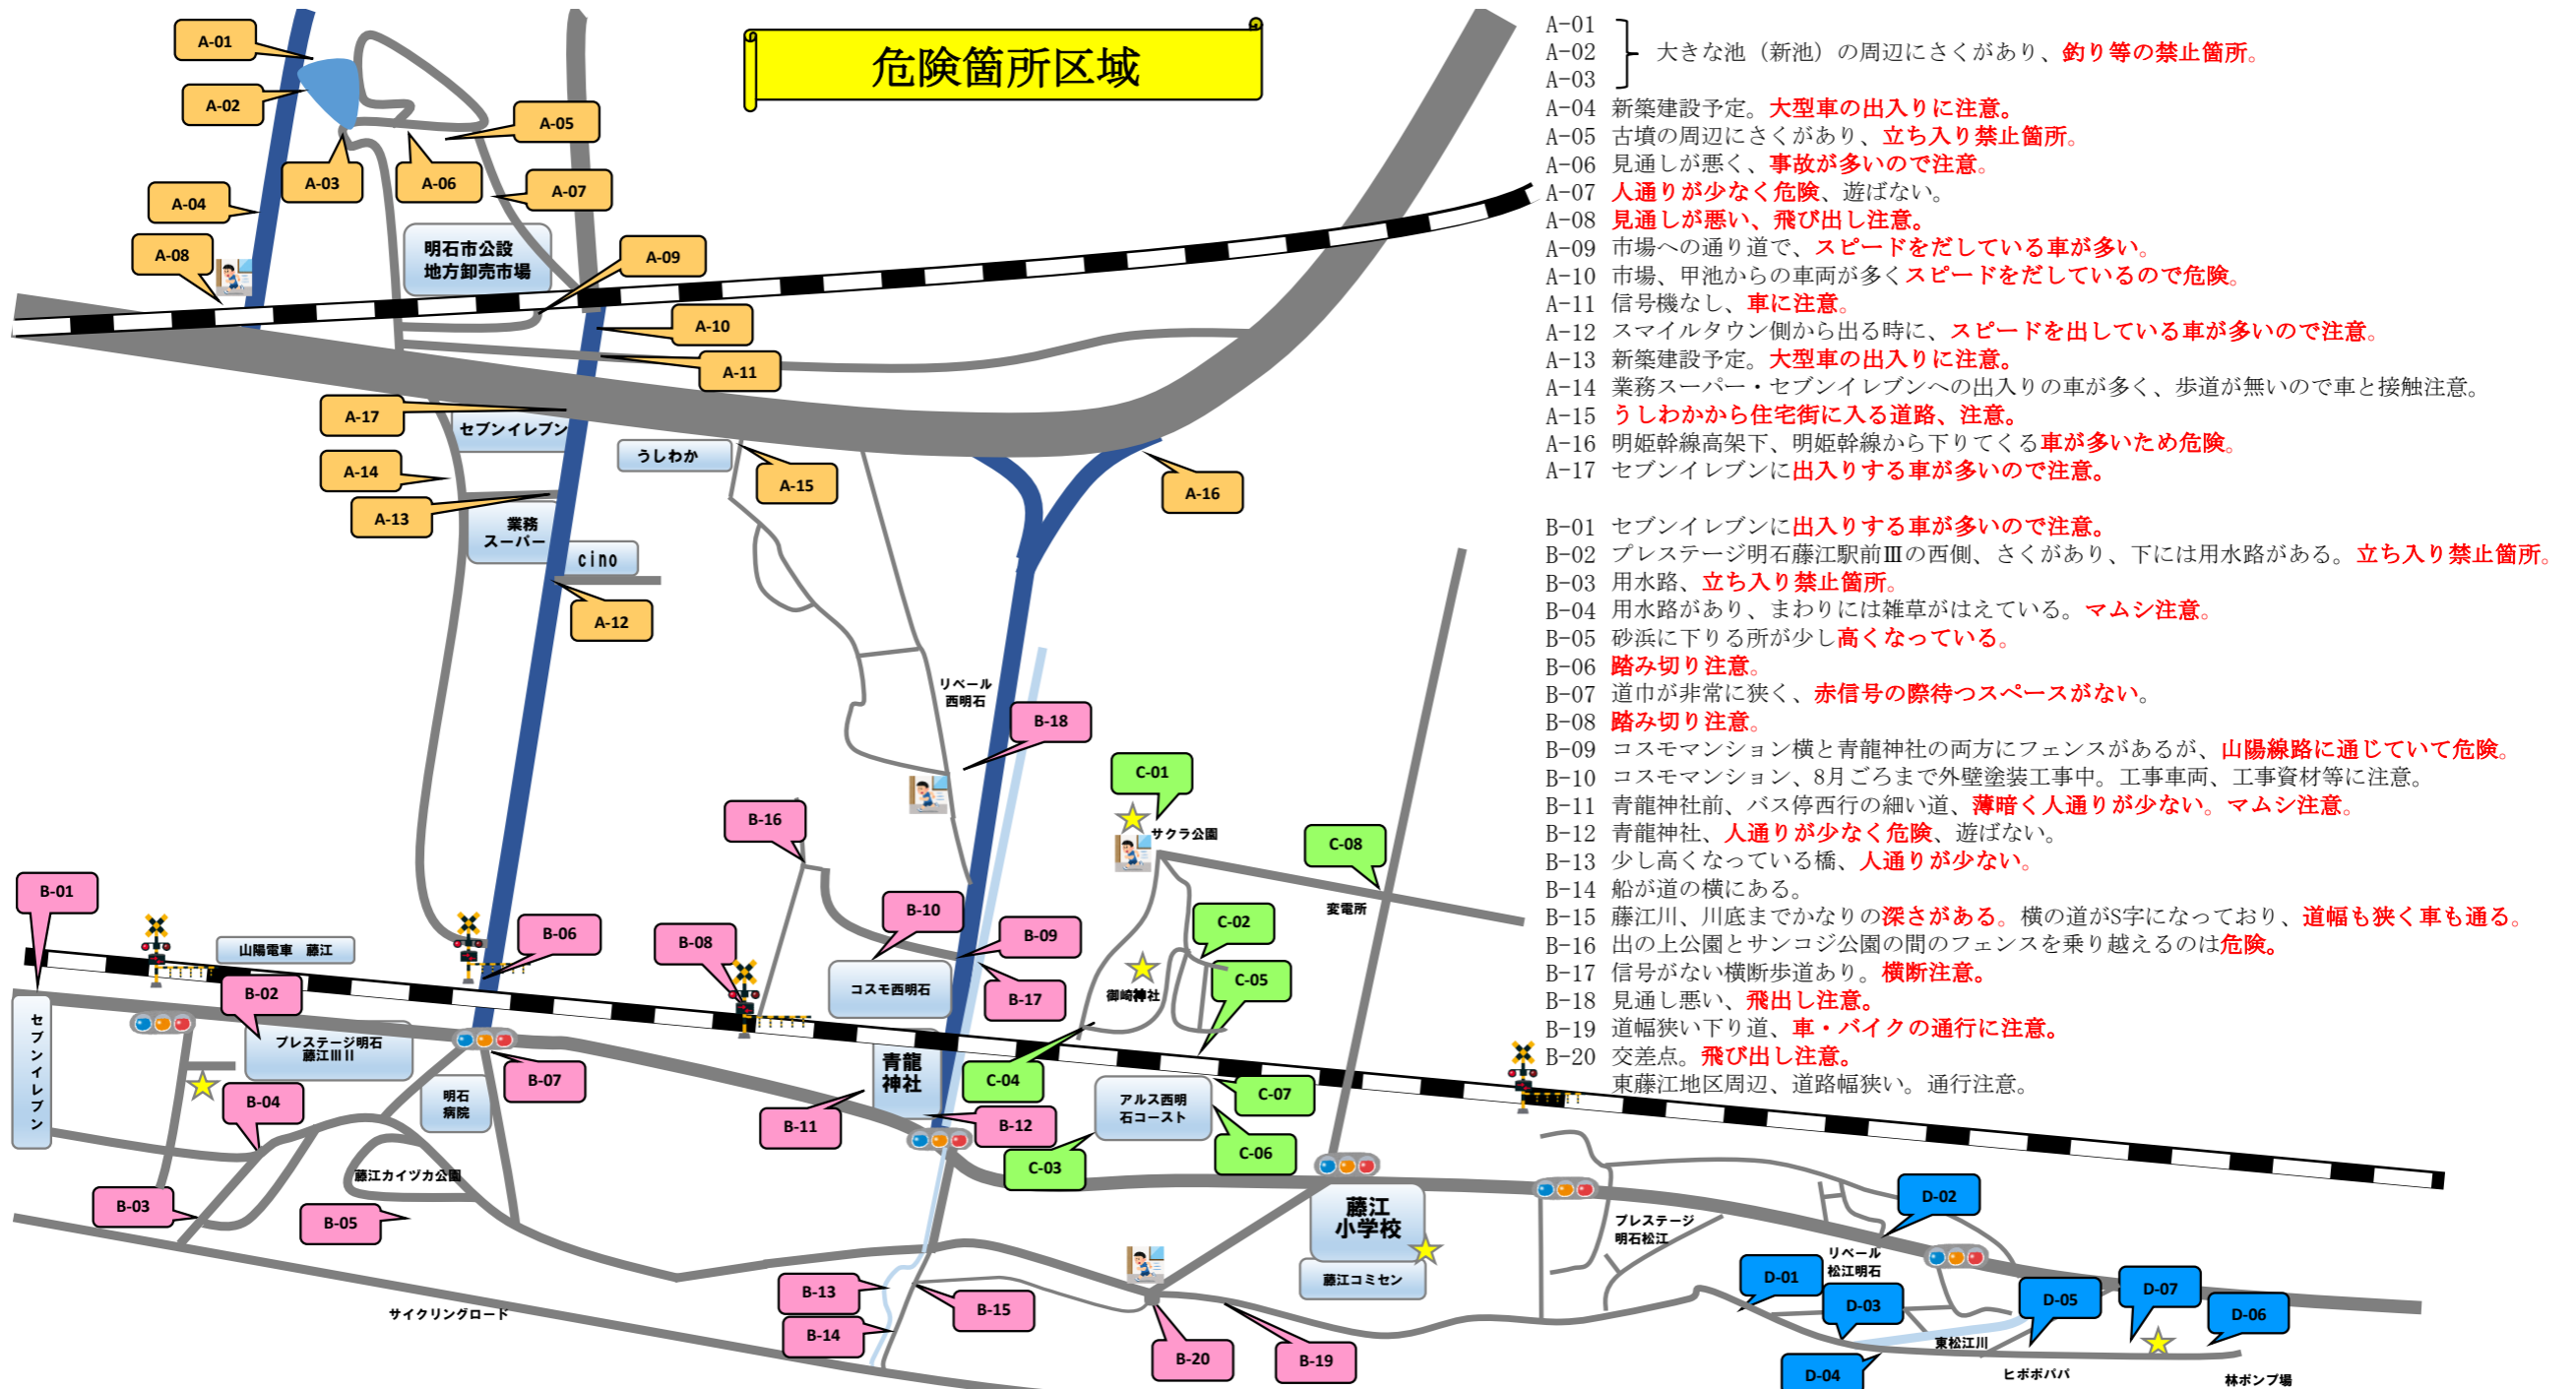 危険箇所区域
A-01
A-02
A-03
A-04
A-05
A-06
A-07
A-08
A-09
A-10
A-11
A-12
A-13
A-14
A-15
A-16
A-17
明石市公設
地方卸売市場
セブンイレブン
うしわか
業務
スーパー
cino
リベール
西明石
B-18
C-01
サクラ公園
B-16
C-08
変電所
B-01
B-10
B-06
B-08
B-09
C-02
山陽電車 藤江
B-02
コスモ西明石
B-17
御崎神社
C-05
セブンイレブン
プレステージ明石
藤江ⅢⅡ
B-07
青龍
神社
C-04
C-07
アルス西明
石コースト
明石
病院
B-04
B-11
B-12
C-03
C-06
藤江カイヅカ公園
B-03
B-05
藤江
小学校
プレステージ
明石松江
D-02
リベール
松江明石
藤江コミセン
D-01
D-03
D-05
D-07
D-06
サイクリングロード
B-13
B-15
B-14
B-20
B-19
東松江川
D-04
ヒポポパパ
林ポンプ場
A-01
A-02 大きな池（新池）の周辺にさくがあり、釣り等の禁止箇所。
A-03
A-04 新築建設予定。大型車の出入りに注意。
A-05 古墳の周辺にさくがあり、立ち入り禁止箇所。
A-06 見通しが悪く、事故が多いので注意。
A-07 人通りが少なく危険、遊ばない。
A-08 見通しが悪い、飛び出し注意。
A-09 市場への通り道で、スピードをだしている車が多い。
A-10 市場、甲池からの車両が多くスピードをだしているので危険。
A-11 信号機なし、車に注意。
A-12 スマイルタウン側から出る時に、スピードを出している車が多いので注意。
A-13 新築建設予定。大型車の出入りに注意。
A-14 業務スーパー・セブンイレブンへの出入りの車が多く、歩道が無いので車と接触注意。
A-15 うしわかから住宅街に入る道路、注意。
A-16 明姫幹線高架下、明姫幹線から下りてくる車が多いため危険。
A-17 セブンイレブンに出入りする車が多いので注意。
B-01 セブンイレブンに出入りする車が多いので注意。
B-02 プレステージ明石藤江駅前Ⅲの西側、さくがあり、下には用水路がある。立ち入り禁止箇所。
B-03 用水路、立ち入り禁止箇所。
B-04 用水路があり、まわりには雑草がはえている。マムシ注意。
B-05 砂浜に下りる所が少し高くなっている。
B-06 踏み切り注意。
B-07 道巾が非常に狭く、赤信号の際待つスペースがない。
B-08 踏み切り注意。
B-09 コスモマンション横と青龍神社の両方にフェンスがあるが、山陽線路に通じていて危険。
B-10 コスモマンション、8月ごろまで外壁塗装工事中。工事車両、工事資材等に注意。
B-11 青龍神社前、バス停西行の細い道、薄暗く人通りが少ない。マムシ注意。
B-12 青龍神社、人通りが少なく危険、遊ばない。
B-13 少し高くなっている橋、人通りが少ない。
B-14 船が道の横にある。
B-15 藤江川、川底までかなりの深さがある。横の道がS字になっており、道幅も狭く車も通る。
B-16 出の上公園とサンコジ公園の間のフェンスを乗り越えるのは危険。
B-17 信号がない横断歩道あり。横断注意。
B-18 見通し悪い、飛出し注意。
B-19 道幅狭い下り道、車・バイクの通行に注意。
B-20 交差点。飛び出し注意。
東藤江地区周辺、道路幅狭い。通行注意。